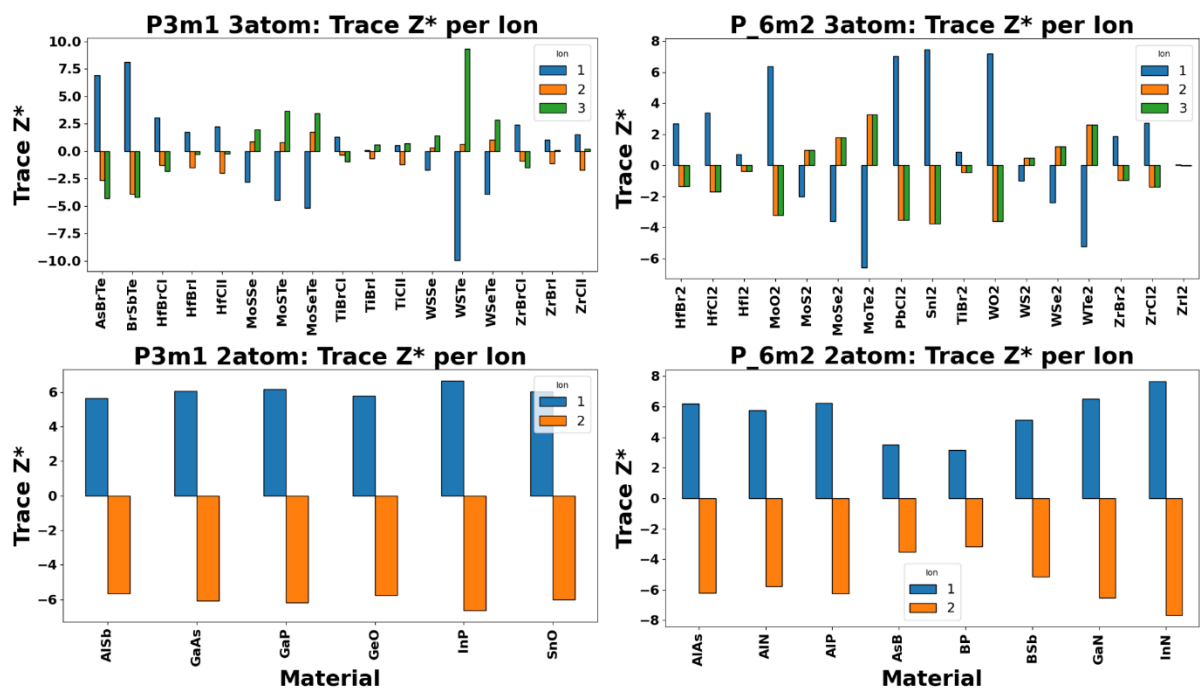 P3m1 3atom: Trace Z* per Ion
Trace Z*
10.0
7.5
5.0
2.5
0.0
−2.5
−5.0
−7.5
−10.0
Ion
1
2
3
AsBrTe
BrSbTe
HfBrCl
HfBrI
HfClI
MoSSe
MoSTe
MoSeTe
TiBrCl
TiBrI
TiClI
WSSe
WSTe
WSeTe
ZrBrCl
ZrBrI
ZrClI
P_6m2 3atom: Trace Z* per Ion
Trace Z*
8
6
4
2
0
−2
−4
−6
Ion
1
2
3
HfBr2
HfCl2
HfI2
MoO2
MoS2
MoSe2
MoTe2
PbCl2
SnI2
TiBr2
WO2
WS2
WSe2
WTe2
ZrBr2
ZrCl2
ZrI2
P3m1 2atom: Trace Z* per Ion
Trace Z*
6
4
2
0
−2
−4
−6
Ion
1
2
AlSb
GaAs
GaP
GeO
InP
SnO
Material
P_6m2 2atom: Trace Z* per Ion
Trace Z*
8
6
4
2
0
−2
−4
−6
−8
Ion
1
2
AlAs
AlN
AlP
AsB
BP
BSb
GaN
InN
Material